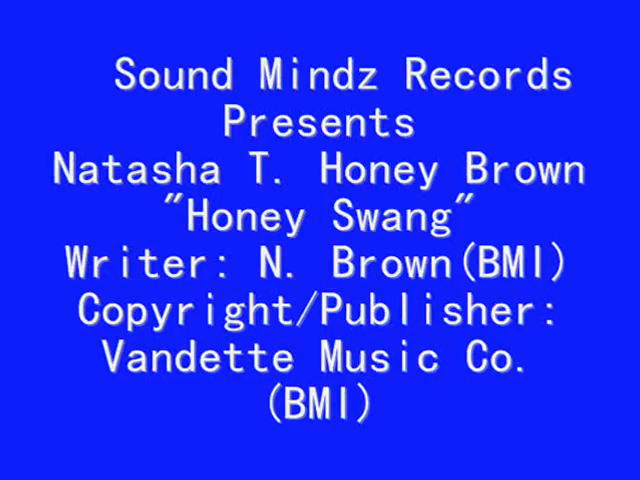 Sound Mindz Records
Presents
Natasha T. Honey Brown
"Honey Swang"
Writer: N. Brown(BMI)
Copyright/Publisher:
Vandette Music Co.
(BMI)